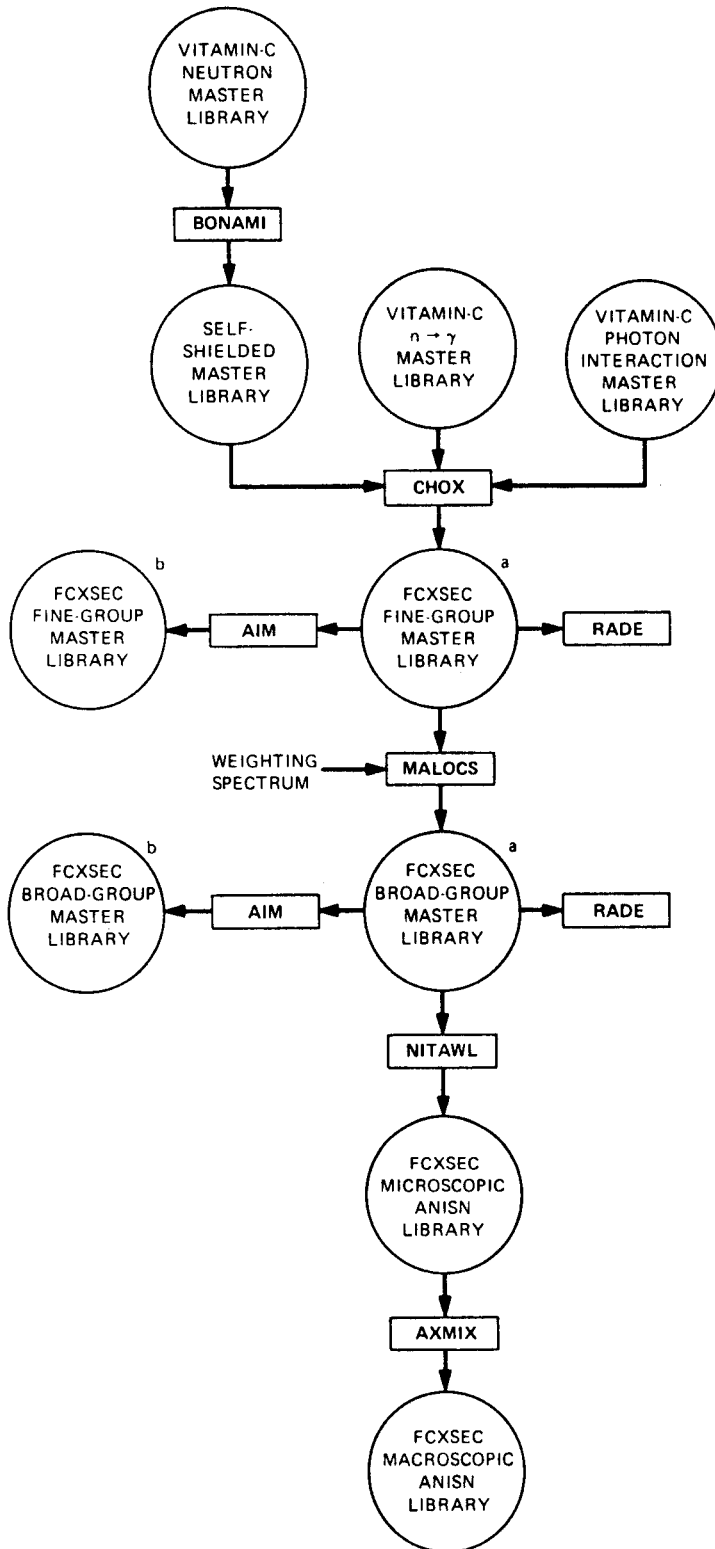 VITAMIN-C
NEUTRON
MASTER
LIBRARY
BONAMI
SELF-
SHIELDED
MASTER
LIBRARY
VITAMIN-C
n → γ
MASTER
LIBRARY
VITAMIN-C
PHOTON
INTERACTION
MASTER
LIBRARY
CHOX
b
FCXSEC
FINE-GROUP
MASTER
LIBRARY
AIM
a
FCXSEC
FINE-GROUP
MASTER
LIBRARY
RADE
WEIGHTING
SPECTRUM
MALOCS
b
FCXSEC
BROAD-GROUP
MASTER
LIBRARY
AIM
a
FCXSEC
BROAD-GROUP
MASTER
LIBRARY
RADE
NITAWL
FCXSEC
MICROSCOPIC
ANISN
LIBRARY
AXMIX
FCXSEC
MACROSCOPIC
ANISN
LIBRARY